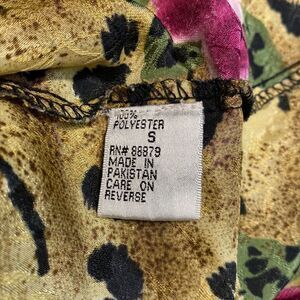 100%
POLYESTER
S
RN# 88879
MADE IN
PAKISTAN
CARE ON
REVERSE